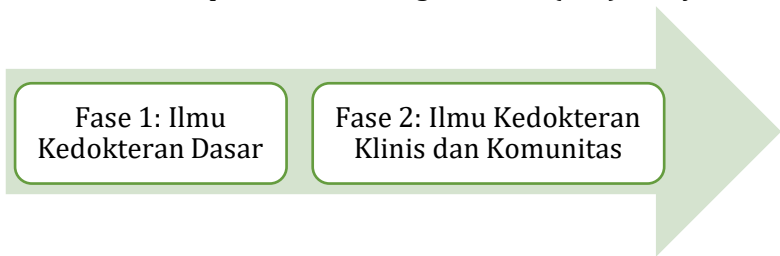 Fase 1: Ilmu
Kedokteran Dasar
Fase 2: Ilmu Kedokteran
Klinis dan Komunitas